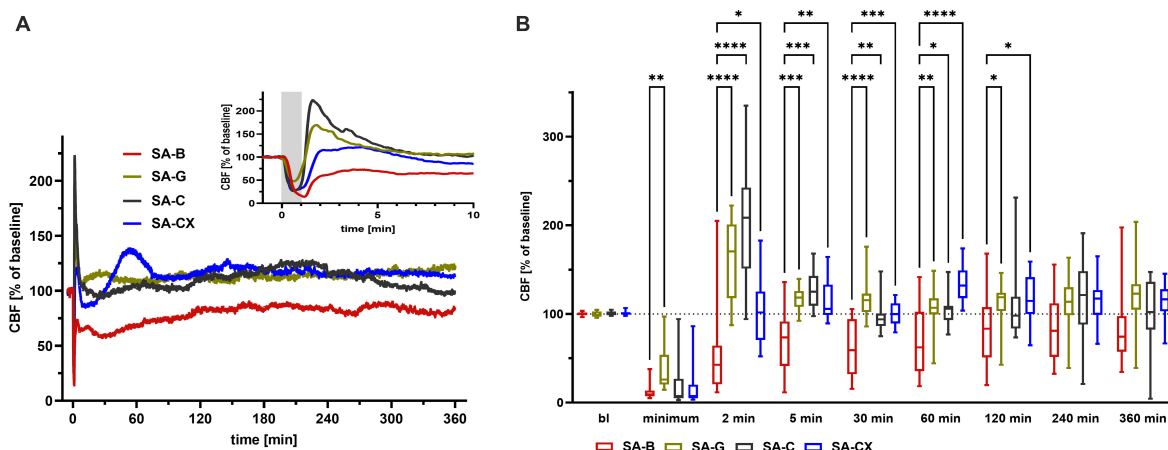 A
B
CBF [% of baseline]
200
150
100
50
0
0
60
120
180
240
300
360
time [min]
SA-B
SA-G
SA-C
SA-CX
CBF [% of baseline]
200
150
100
50
0
0
5
10
time [min]
CBF [% of baseline]
300
200
100
0
** **** **** * *** *** ** **** ** *** ** * **** * *
bl minimum 2 min 5 min 30 min 60 min 120 min 240 min 360 min
SA-B SA-G SA-C SA-CX